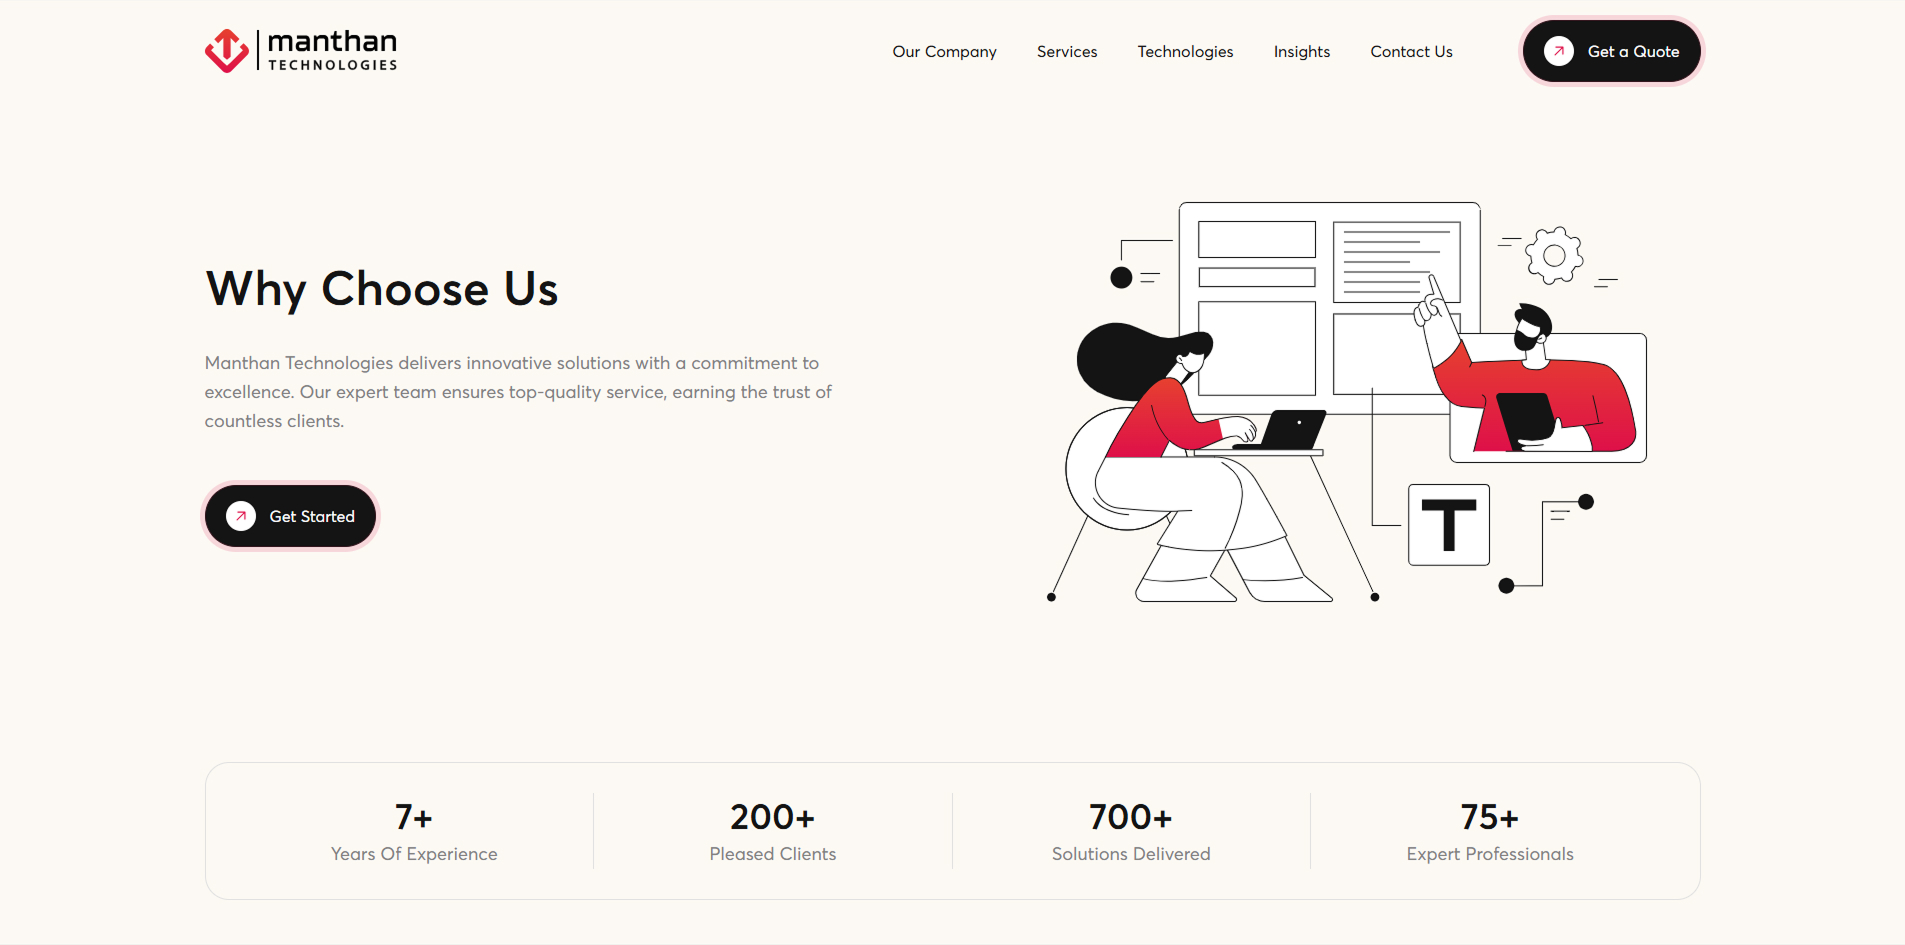 manthan
TECHNOLOGIES
Our Company Services Technologies Insights Contact Us Get a Quote
Why Choose Us
Manthan Technologies delivers innovative solutions with a commitment to
excellence. Our expert team ensures top-quality service, earning the trust of
countless clients.
Get Started
T
7+ 200+ 700+ 75+
Years Of Experience Pleased Clients Solutions Delivered Expert Professionals